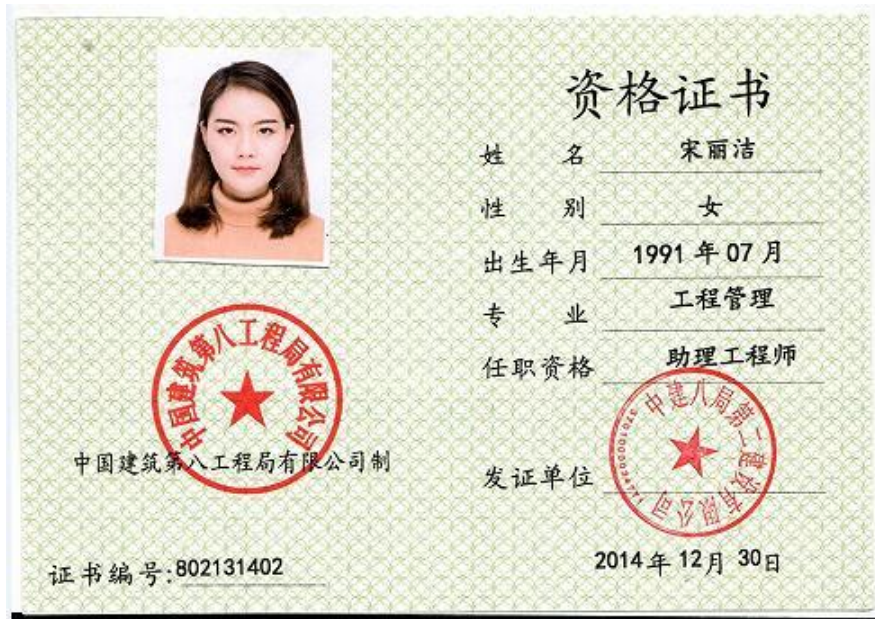 资格证书
姓名 宋丽洁
性别 女
出生年月 1991年07月
专业 工程管理
任职资格 助理工程师
中国建筑第八工程局有限公司
中国建筑第八工程局有限公司制
发证单位
中建八局第二建设有限公司
证书编号:802131402
2014年12月30日